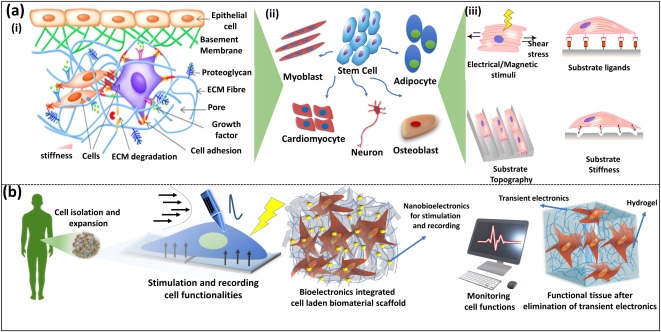 (a)
(i)
Epithelial
cell
Basement
Membrane
Proteoglycan
ECM Fibre
Pore
Growth
factor
Cell adhesion
stiffness
Cells
ECM degradation
(ii)
Myoblast
Stem Cell
Adipocyte
Cardiomyocyte
Neuron
Osteoblast
(iii)
Shear
stress
Electrical/Magnetic
stimuli
Substrate ligands
Substrate
Topography
Substrate
Stiffness
(b)
Cell isolation and
expansion
Stimulation and recording
cell functionalities
Nanobioelectronics
for stimulation
and recording
Bioelectronics integrated
cell laden biomaterial scaffold
Transient electronics
Hydrogel
Monitoring
cell functions
Functional tissue after
elimination of transient electronics